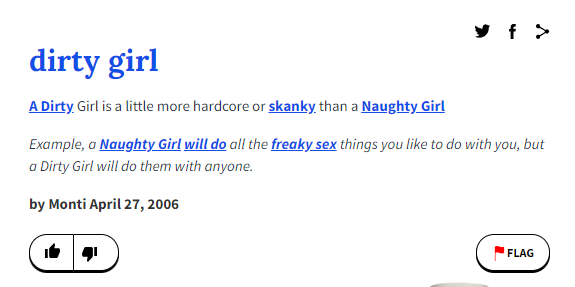 dirty girl
A Dirty Girl is a little more hardcore or skanky than a Naughty Girl
Example, a Naughty Girl will do all the freaky sex things you like to do with you, but
a Dirty Girl will do them with anyone.
by Monti April 27, 2006
FLAG